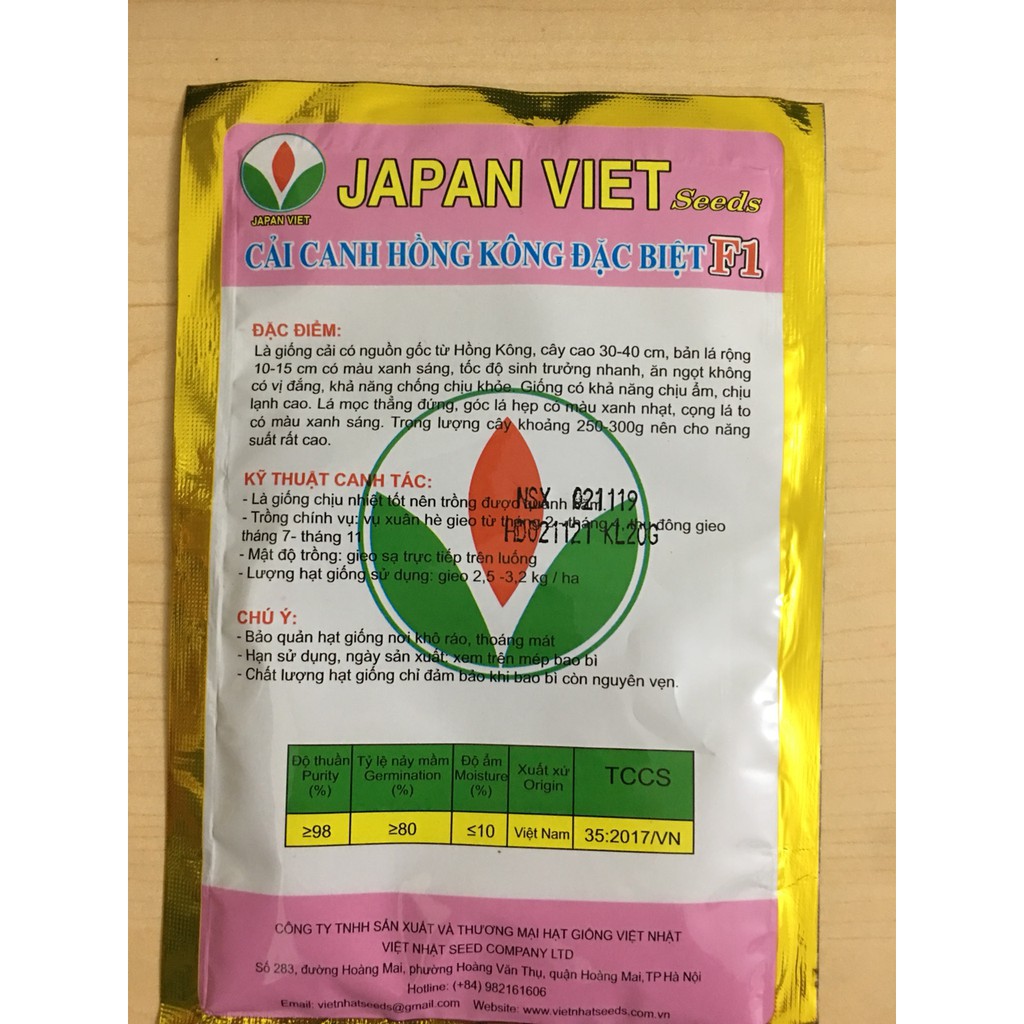 JAPAN VIET Seeds
JAPAN VIET
CẢI CANH HỒNG KÔNG ĐẶC BIỆT F1
ĐẶC ĐIỂM:
Là giống cải có nguồn gốc từ Hồng Kông, cây cao 30-40 cm, bản lá rộng
10-15 cm có màu xanh sáng, tốc độ sinh trưởng nhanh, ăn ngọt không
có vị đắng, khả năng chống chịu khỏe. Giống có khả năng chịu ẩm, chịu
lạnh cao. Lá mọc thẳng đứng, góc lá hẹp có màu xanh nhạt, cọng lá to
có màu xanh sáng. Trọng lượng cây khoảng 250-300g nên cho năng
suất rất cao.
KỸ THUẬT CANH TÁC:
- Là giống chịu nhiệt tốt nên trồng được quanh năm.
NSX 021119
- Trồng chính vụ: vụ xuân hè gieo từ tháng 2 - tháng 4, thu đông gieo
HD021121 KL20G
tháng 7- tháng 11
- Mật độ trồng: gieo sạ trực tiếp trên luống
- Lượng hạt giống sử dụng: gieo 2,5 -3,2 kg / ha
CHÚ Ý:
- Bảo quản hạt giống nơi khô ráo, thoáng mát
- Hạn sử dụng, ngày sản xuất: xem trên mép bao bì
- Chất lượng hạt giống chỉ đảm bảo khi bao bì còn nguyên vẹn.
Độ thuần Purity (%) Tỷ lệ nảy mầm Germination (%) Độ ẩm Moisture (%) Xuất xứ Origin TCCS
≥98 ≥80 ≤10 Việt Nam 35:2017/VN
CÔNG TY TNHH SẢN XUẤT VÀ THƯƠNG MẠI HẠT GIỐNG VIỆT NHẬT
VIỆT NHẬT SEED COMPANY LTD
Số 283, đường Hoàng Mai, phường Hoàng Văn Thụ, quận Hoàng Mai, TP Hà Nội
Hotline: (+84) 982161606
Email: vietnhatseeds@gmail.com Website: www.vietnhatseeds.com.vn